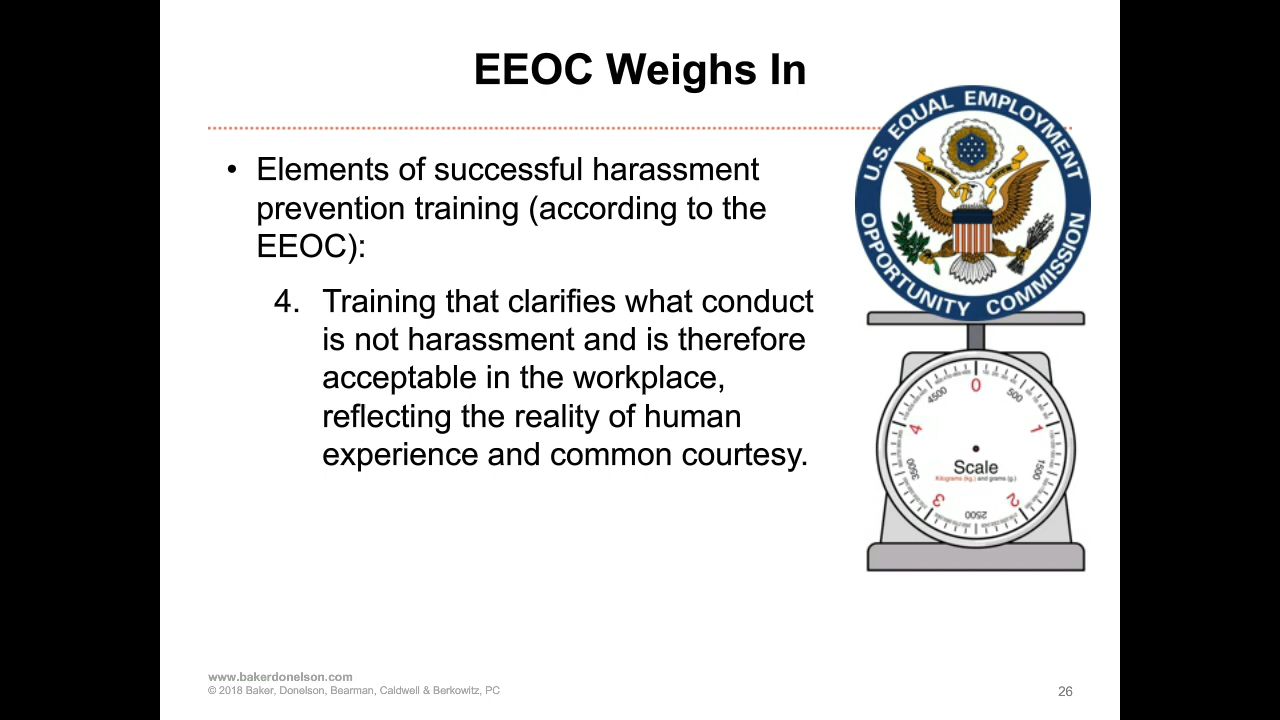 EEOC Weighs In
U.S. EQUAL EMPLOYMENT
OPPORTUNITY COMMISSION
• Elements of successful harassment
prevention training (according to the
EEOC):
4. Training that clarifies what conduct
is not harassment and is therefore
acceptable in the workplace,
reflecting the reality of human
experience and common courtesy.
0
500
1
1500
2
2500
3
3500
4
4500
Scale
Kilograms (kg.) and grams (g.)
www.bakerdonelson.com
© 2018 Baker, Donelson, Bearman, Caldwell & Berkowitz, PC
26